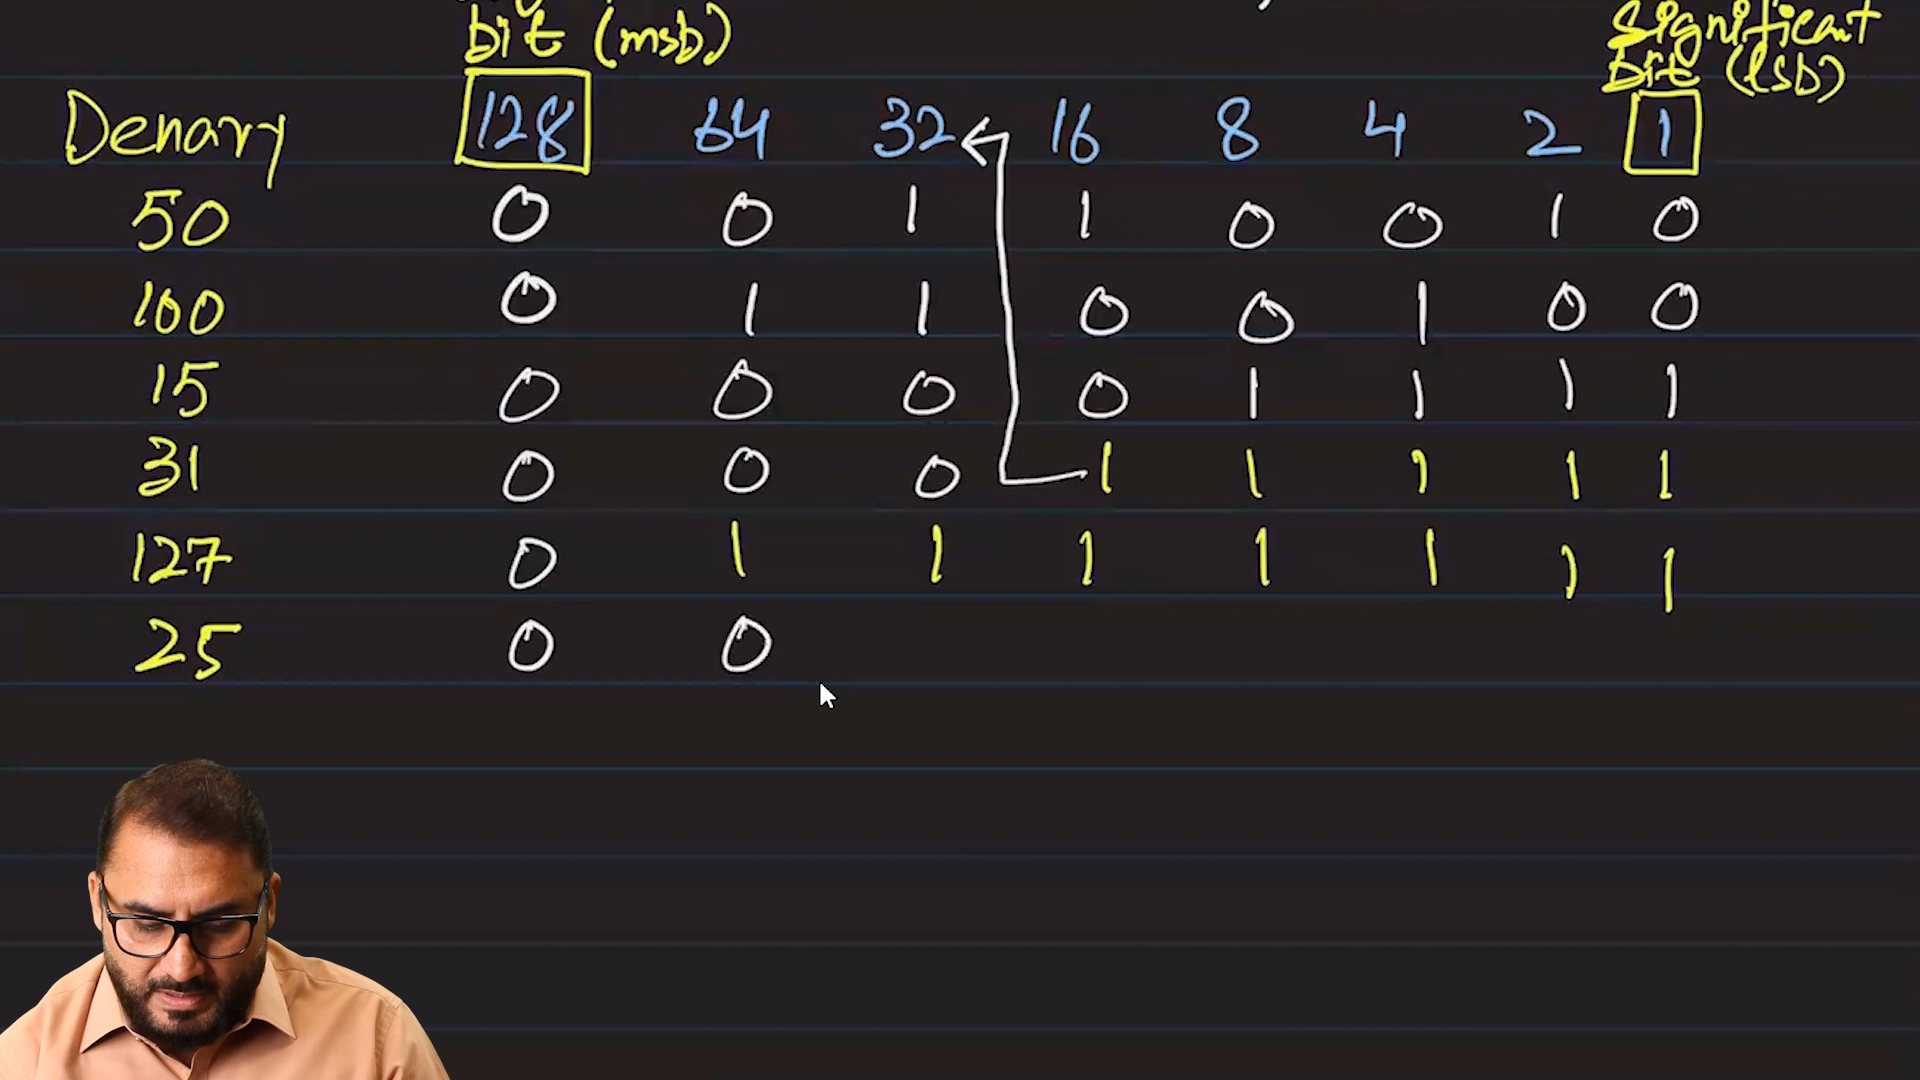 bit (msb)
significant
bit (lsb)
Denary 128 64 32 16 8 4 2 1
50 0 0 1 1 0 0 1 0
100 0 1 1 0 0 1 0 0
15 0 0 0 0 1 1 1 1
31 0 0 0 1 1 1 1 1
127 0 1 1 1 1 1 1 1
25 0 0